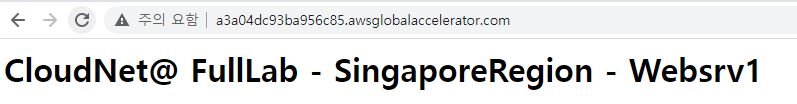 주의 요함 | a3a04dc93ba956c85.awsglobalaccelerator.com
CloudNet@ FullLab - SingaporeRegion - Websrv1